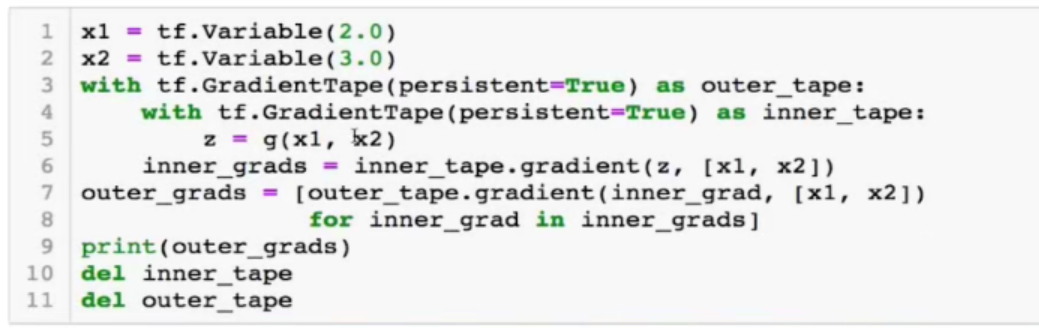 1 x1 = tf.Variable(2.0)
2 x2 = tf.Variable(3.0)
3 with tf.GradientTape(persistent=True) as outer_tape:
4     with tf.GradientTape(persistent=True) as inner_tape:
5         z = g(x1, x2)
6     inner_grads = inner_tape.gradient(z, [x1, x2])
7 outer_grads = [outer_tape.gradient(inner_grad, [x1, x2])
8                for inner_grad in inner_grads]
9 print(outer_grads)
10 del inner_tape
11 del outer_tape